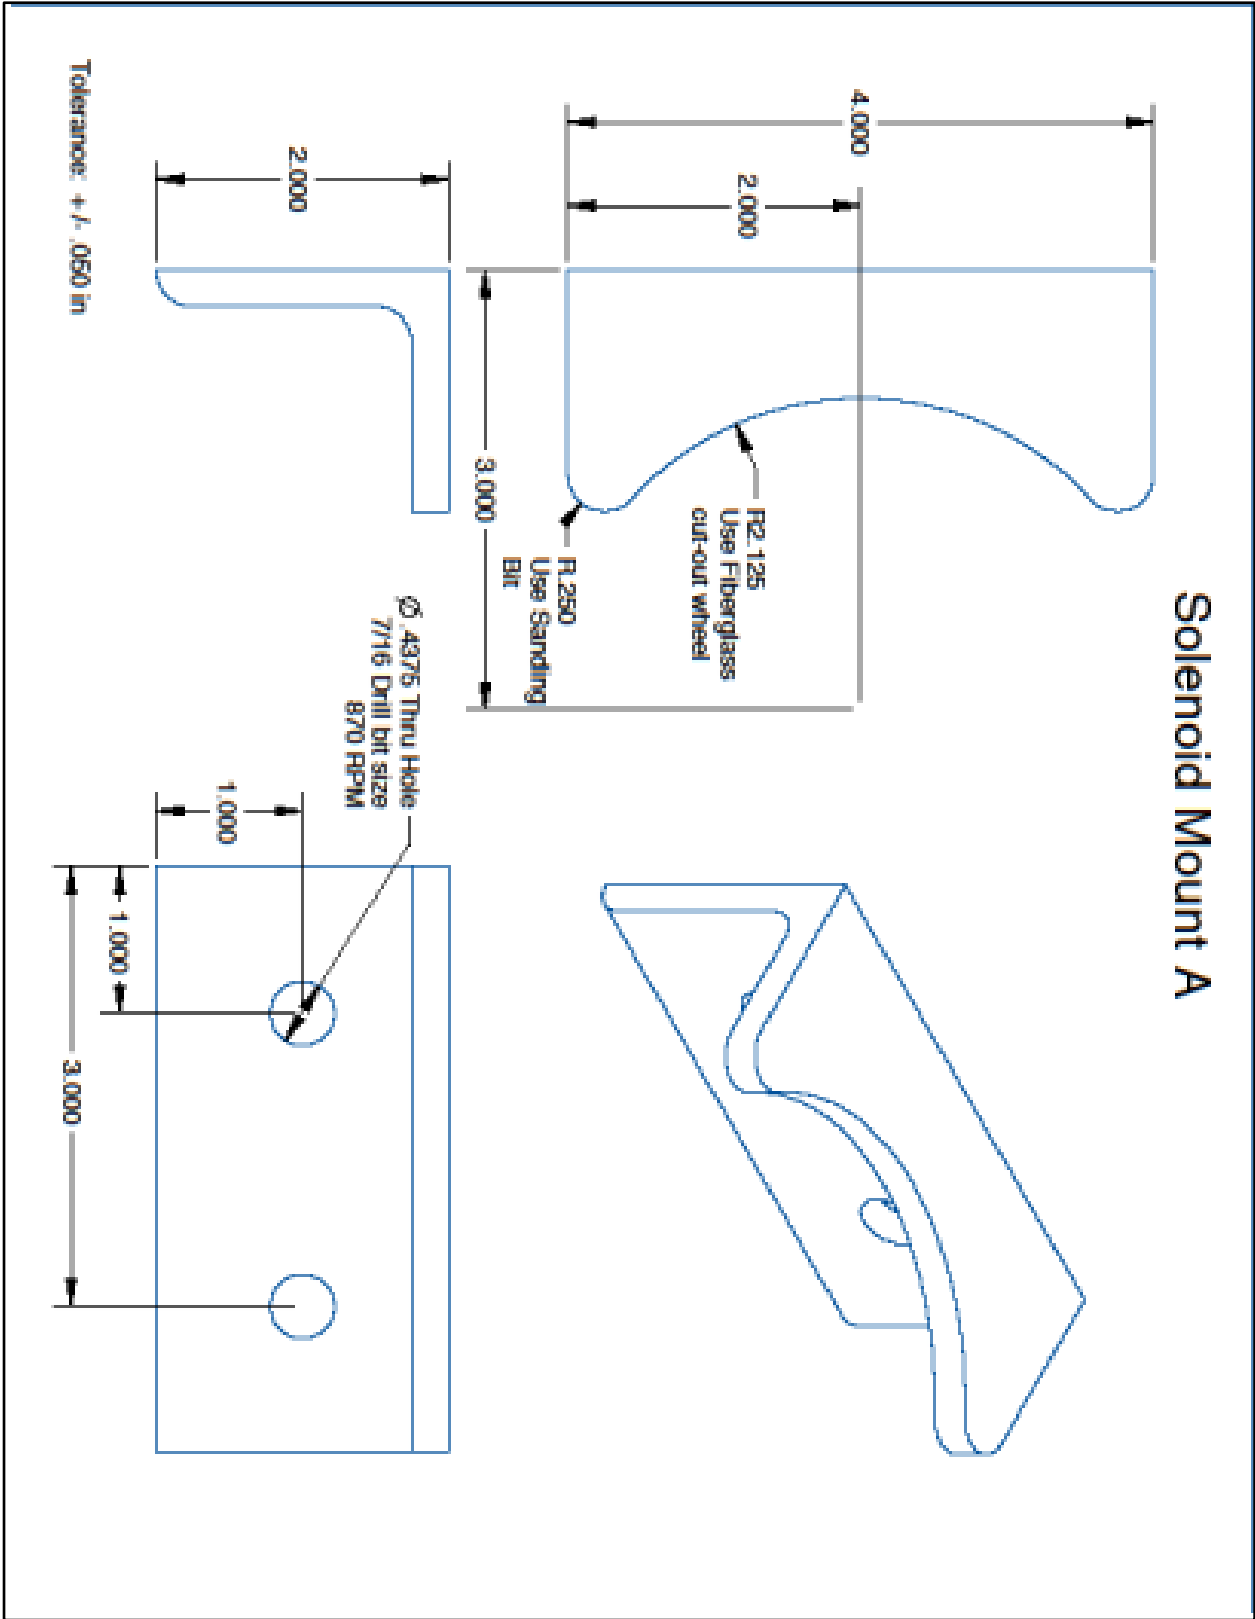 Solenoid Mount A
4.000
2.000
R2.125
Use Fiberglass
cut-out wheel
R.250
Use Sanding
Bit
3.000
2.000
Ø .4375 Thru Hole
7/16 Drill bit size
870 RPM
1.000
1.000
3.000
Tolerance: +/- .050 in